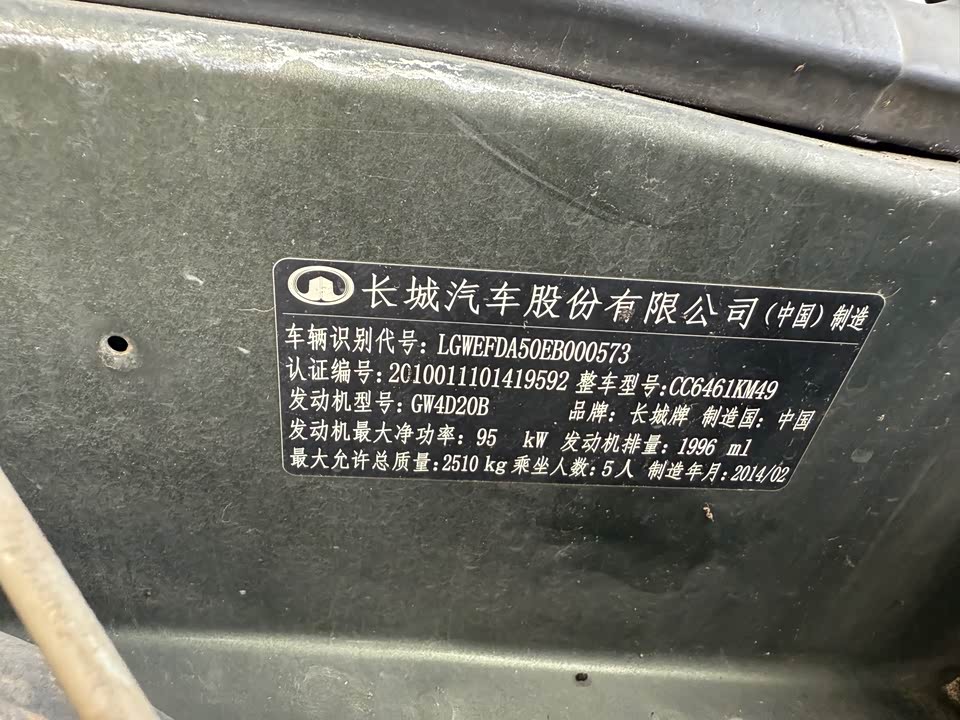 长城汽车股份有限公司(中国)制造
车辆识别代号: LGWEFDA50EB000573
认证编号:2010011101419592 整车型号:CC6461KM49
发动机型号: GW4D20B 品牌: 长城牌 制造国: 中国
发动机最大净功率: 95 kW 发动机排量: 1996 ml
最大允许总质量:2510 kg 乘坐人数:5人 制造年月:2014/02